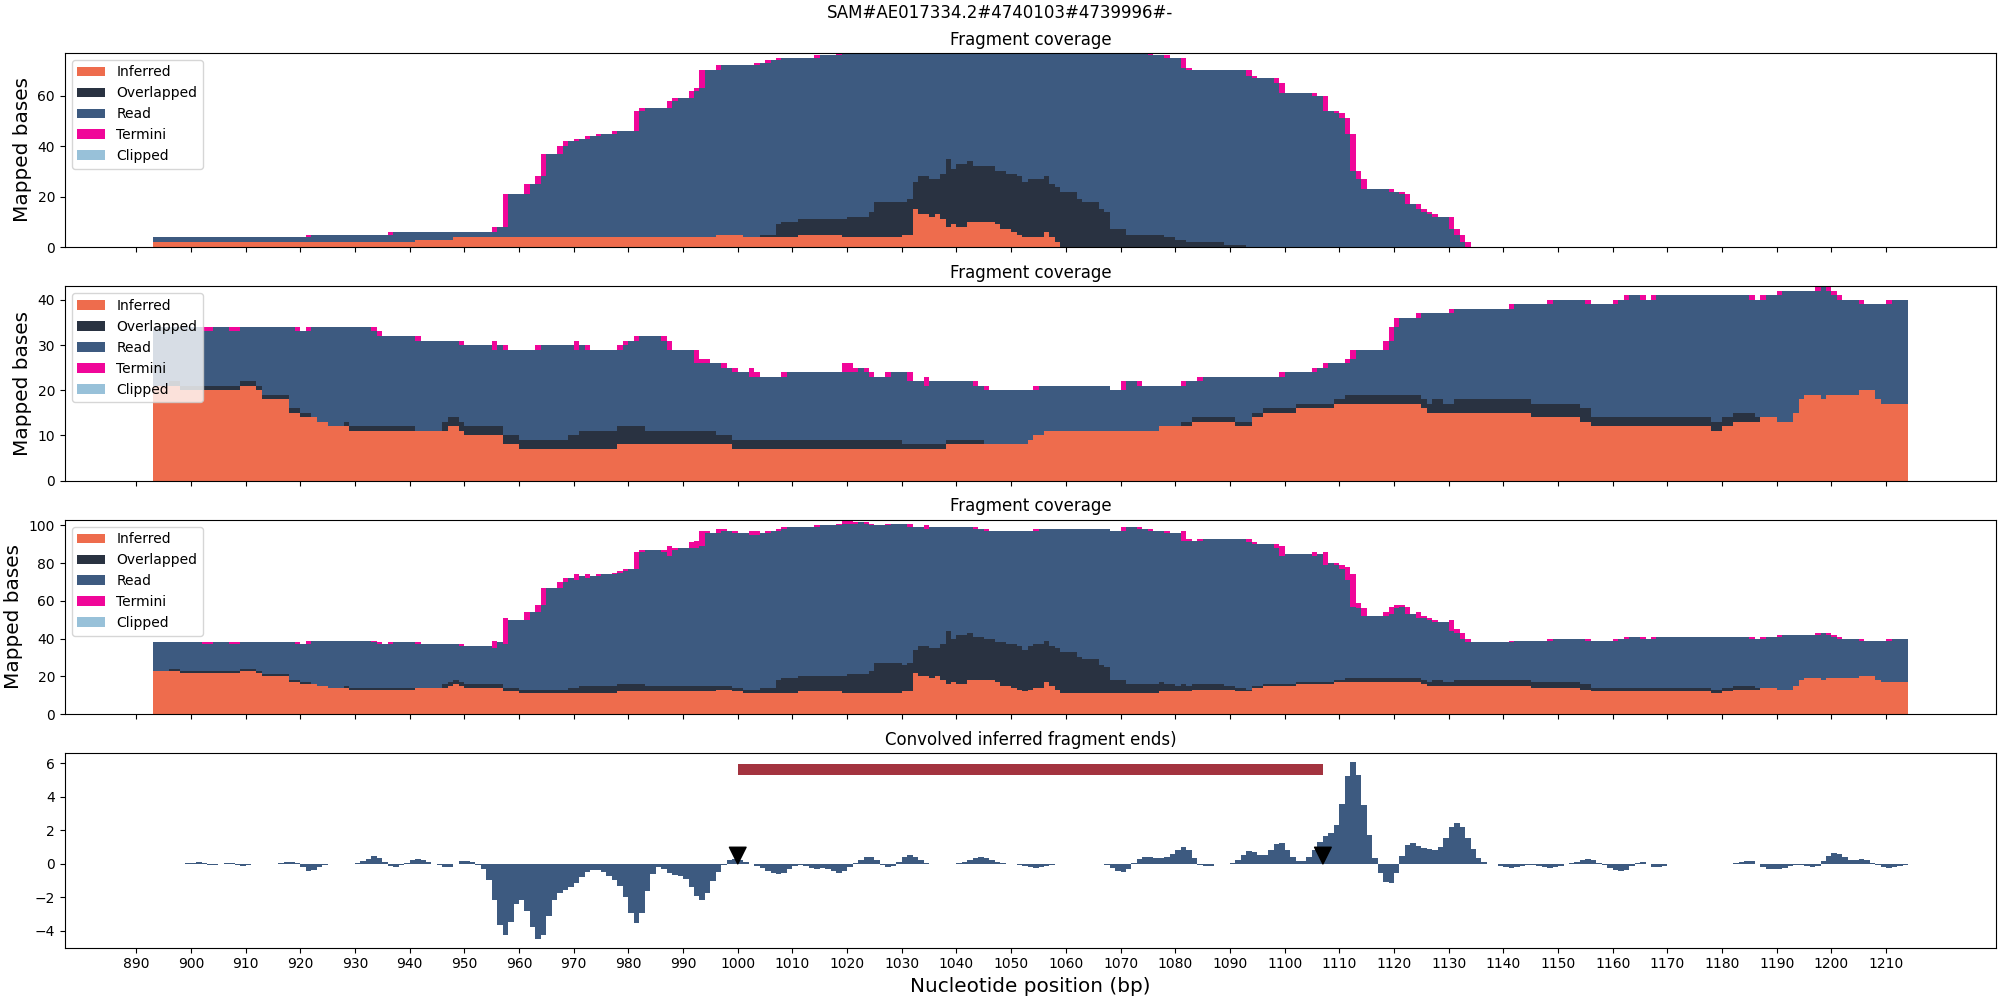 SAM#AE017334.2#4740103#4739996#-
Fragment coverage
Mapped bases
60
40
20
0
Inferred
Overlapped
Read
Termini
Clipped
Fragment coverage
Mapped bases
40
30
20
10
0
Inferred
Overlapped
Read
Termini
Clipped
Fragment coverage
Mapped bases
100
80
60
40
20
0
Inferred
Overlapped
Read
Termini
Clipped
Convolved inferred fragment ends)
6
4
2
0
−2
−4
890 900 910 920 930 940 950 960 970 980 990 1000 1010 1020 1030 1040 1050 1060 1070 1080 1090 1100 1110 1120 1130 1140 1150 1160 1170 1180 1190 1200 1210
Nucleotide position (bp)